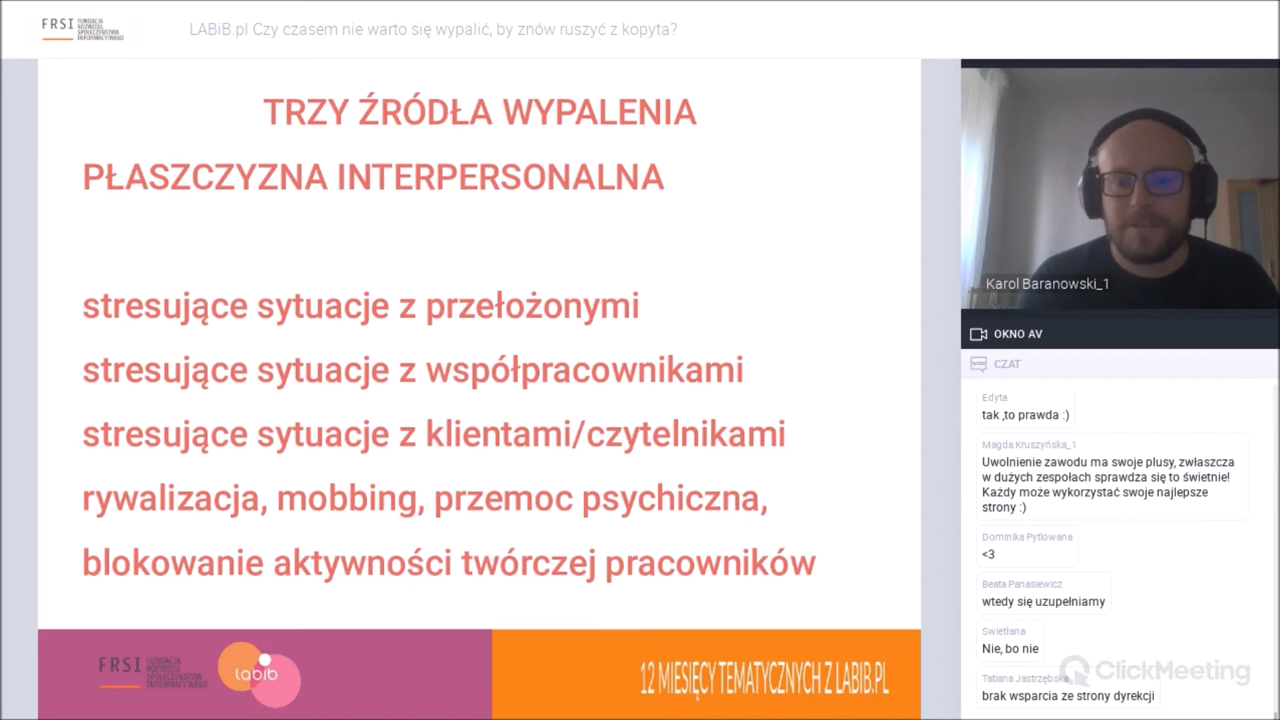 FRSI FUNDACJA
ROZWOJU
SPOŁECZEŃSTWA
INFORMACYJNEGO
LABiB.pl Czy czasem nie warto się wypalić, by znów ruszyć z kopyta?
TRZY ŹRÓDŁA WYPALENIA
PŁASZCZYZNA INTERPERSONALNA
stresujące sytuacje z przełożonymi
stresujące sytuacje z współpracownikami
stresujące sytuacje z klientami/czytelnikami
rywalizacja, mobbing, przemoc psychiczna,
blokowanie aktywności twórczej pracowników
FRSI FUNDACJA
ROZWOJU
SPOŁECZEŃSTWA
INFORMACYJNEGO
labib
12 MIESIĘCY TEMATYCZNYCH Z LABIB.PL
Karol Baranowski_1
OKNO AV
CZAT
Edyta
tak ,to prawda :)
Magda Kruszyńska_1
Uwolnienie zawodu ma swoje plusy, zwłaszcza
w dużych zespołach sprawdza się to świetnie!
Każdy może wykorzystać swoje najlepsze
strony :)
Dominika Pytlowana
<3
Beata Panasiewicz
wtedy się uzupełniamy
Swietlana
Nie, bo nie
Tatiana Jastrzębska
brak wsparcia ze strony dyrekcji
ClickMeeting